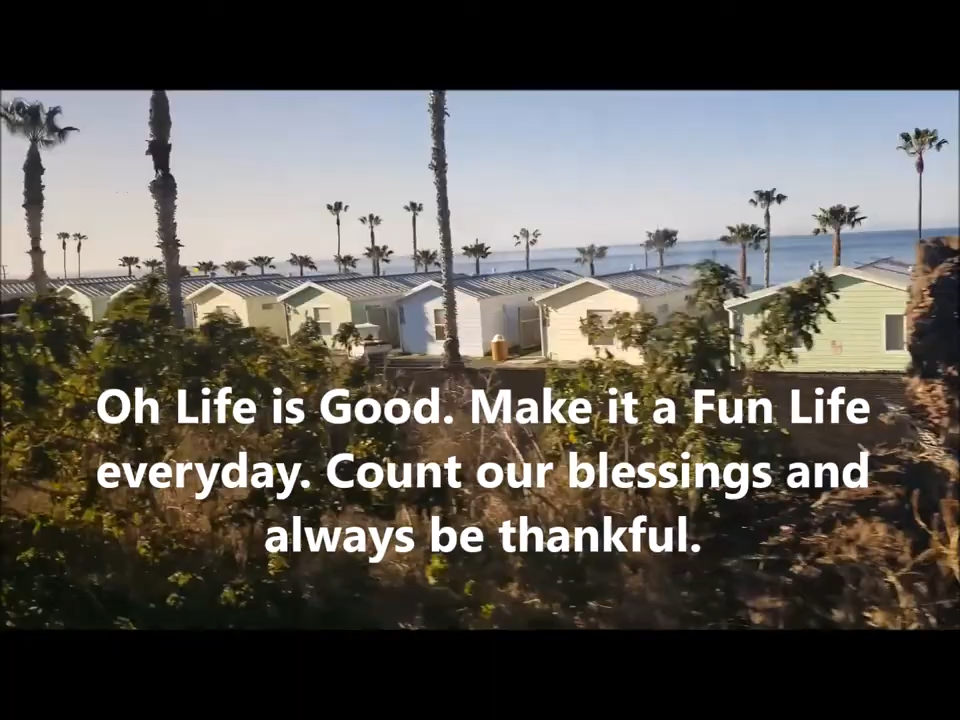 Oh Life is Good. Make it a Fun Life
everyday. Count our blessings and
always be thankful.